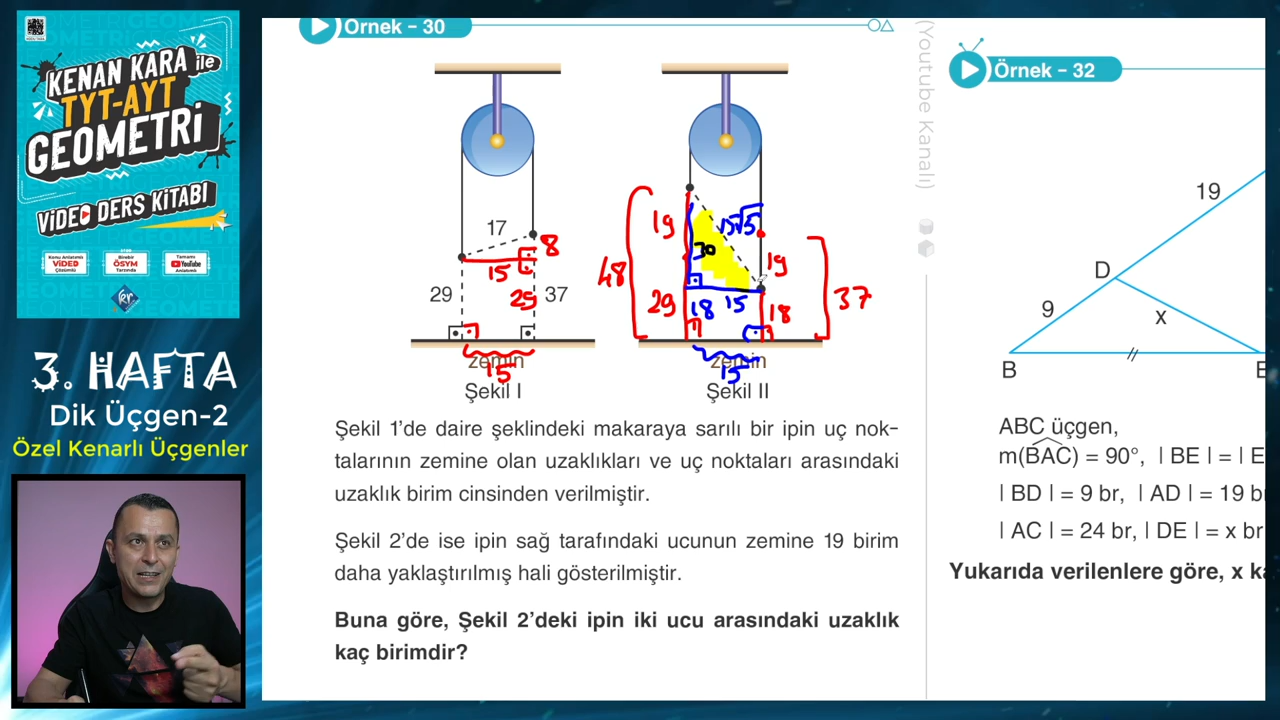 KENAN KARA ile
TYT-AYT
GEOMETRİ
VİDEO DERS KİTABI
3. HAFTA
Dik Üçgen-2
Özel Kenarlı Üçgenler
Örnek - 30
17
8
15
29
29
37
15
zemin
Şekil I
19
15√5
30
48
19
29
18
15
18
37
15
zemin
Şekil II
Şekil 1'de daire şeklindeki makaraya sarılı bir ipin uç nok-
talarının zemine olan uzaklıkları ve uç noktaları arasındaki
uzaklık birim cinsinden verilmiştir.
Şekil 2'de ise ipin sağ tarafındaki ucunun zemine 19 birim
daha yaklaştırılmış hali gösterilmiştir.
Buna göre, Şekil 2'deki ipin iki ucu arasındaki uzaklık
kaç birimdir?
(Youtube Kanalı)
Örnek - 32
19
D
9
x
B
E
ABC üçgen,
m(BAC) = 90°, | BE | = | E
| BD | = 9 br, | AD | = 19 b
| AC | = 24 br, | DE | = x br
Yukarıda verilenlere göre, x k